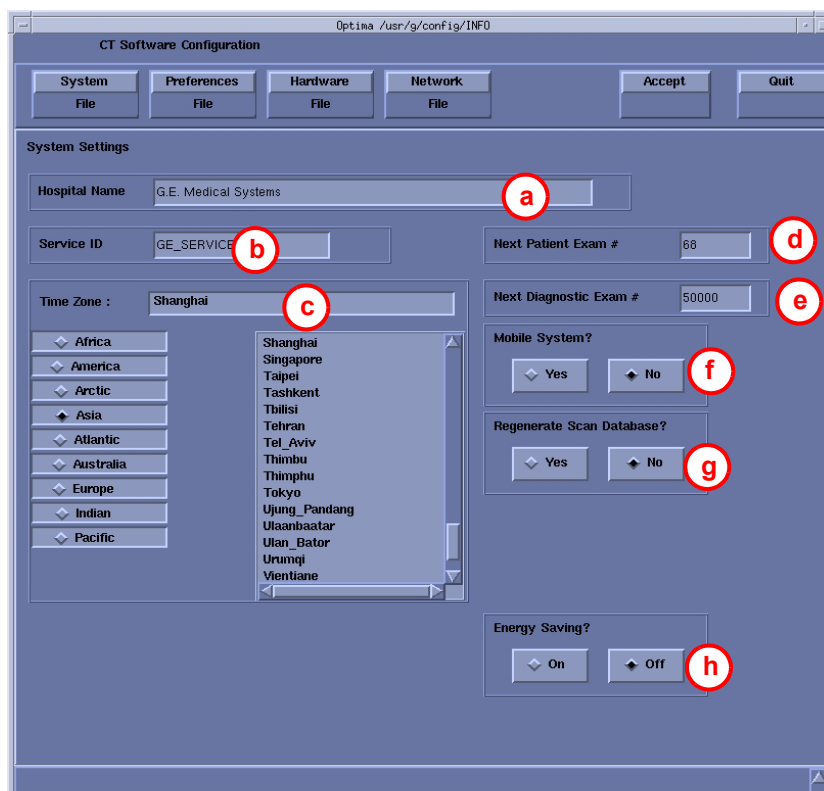 Optima /usr/g/config/INFO
CT Software Configuration
System Preferences Hardware Network Accept Quit
File File File File
System Settings
Hospital Name G.E. Medical Systems a
Service ID GE_SERVICE b
Next Patient Exam # 68 d
Time Zone : Shanghai c
Next Diagnostic Exam # 50000 e
Africa
America
Arctic
Asia
Atlantic
Australia
Europe
Indian
Pacific
Shanghai
Singapore
Taipei
Tashkent
Tbilisi
Tehran
Tel_Aviv
Thimbu
Thimphu
Tokyo
Ujung_Pandang
Ulaanbaatar
Ulan_Bator
Urumqi
Vientiane
Mobile System?
Yes No f
Regenerate Scan Database?
Yes No g
Energy Saving?
On Off h